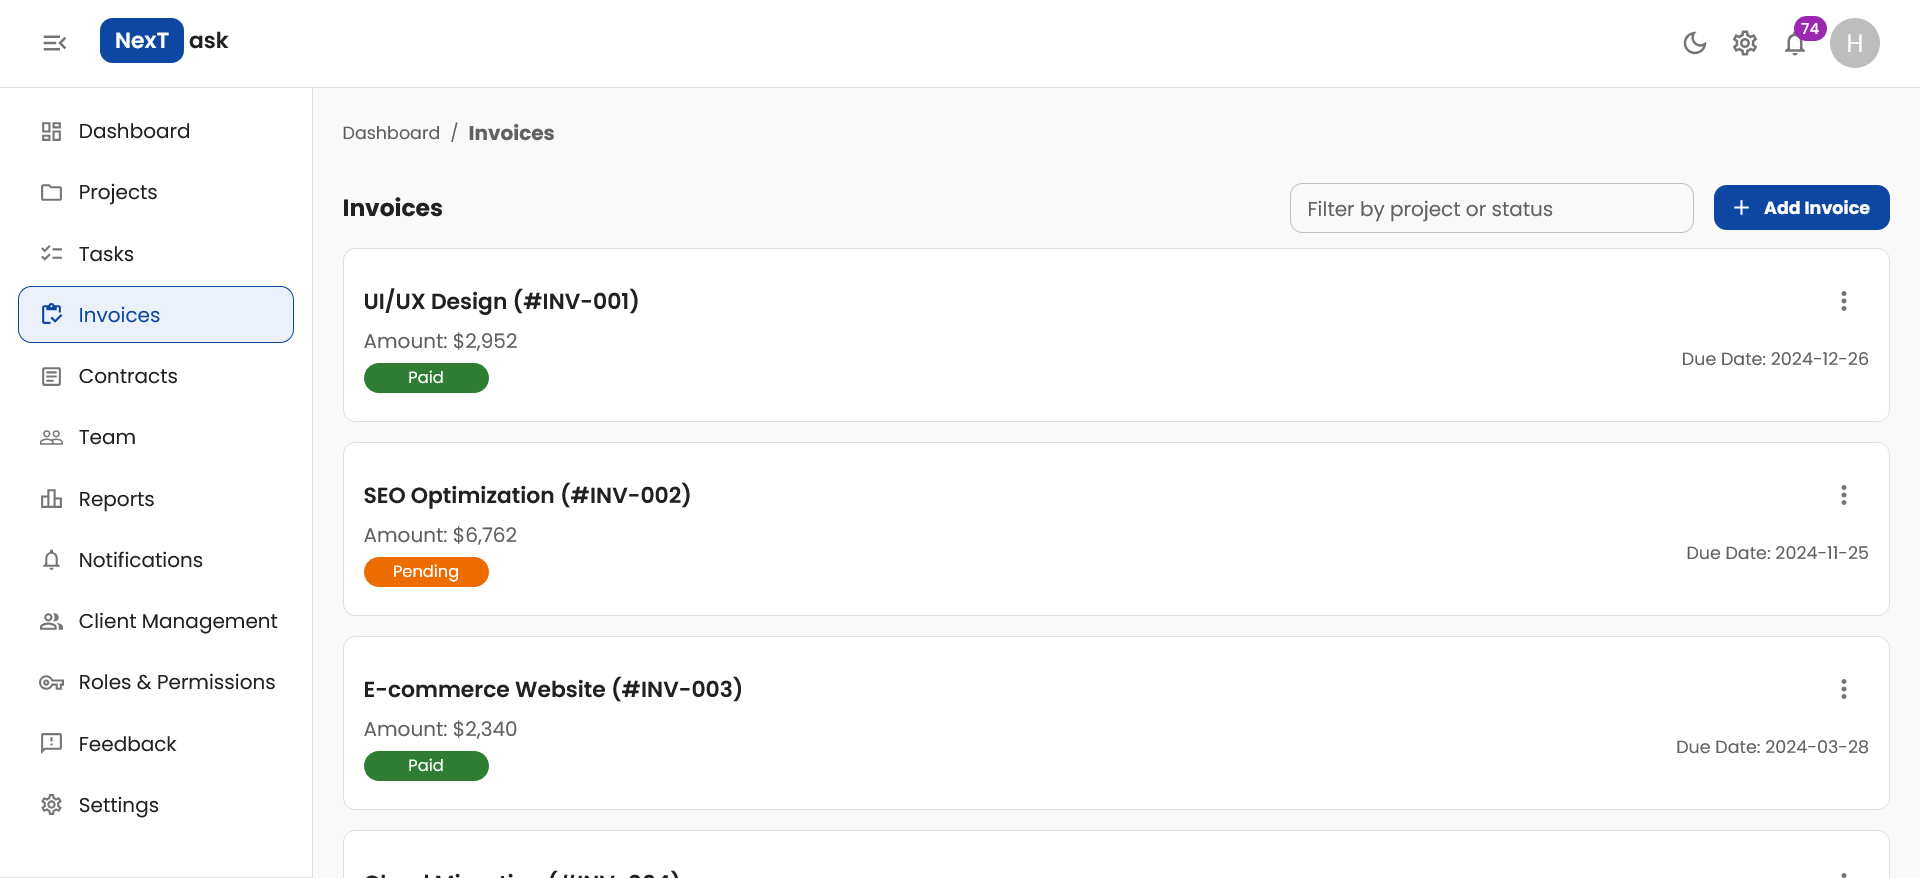 NexT ask
74
H
Dashboard
Projects
Tasks
Invoices
Contracts
Team
Reports
Notifications
Client Management
Roles & Permissions
Feedback
Settings
Dashboard / Invoices
Invoices
Filter by project or status
+ Add Invoice
UI/UX Design (#INV-001)
Amount: $2,952
Paid
Due Date: 2024-12-26
SEO Optimization (#INV-002)
Amount: $6,762
Pending
Due Date: 2024-11-25
E-commerce Website (#INV-003)
Amount: $2,340
Paid
Due Date: 2024-03-28
Cloud Migration (#INV-004)